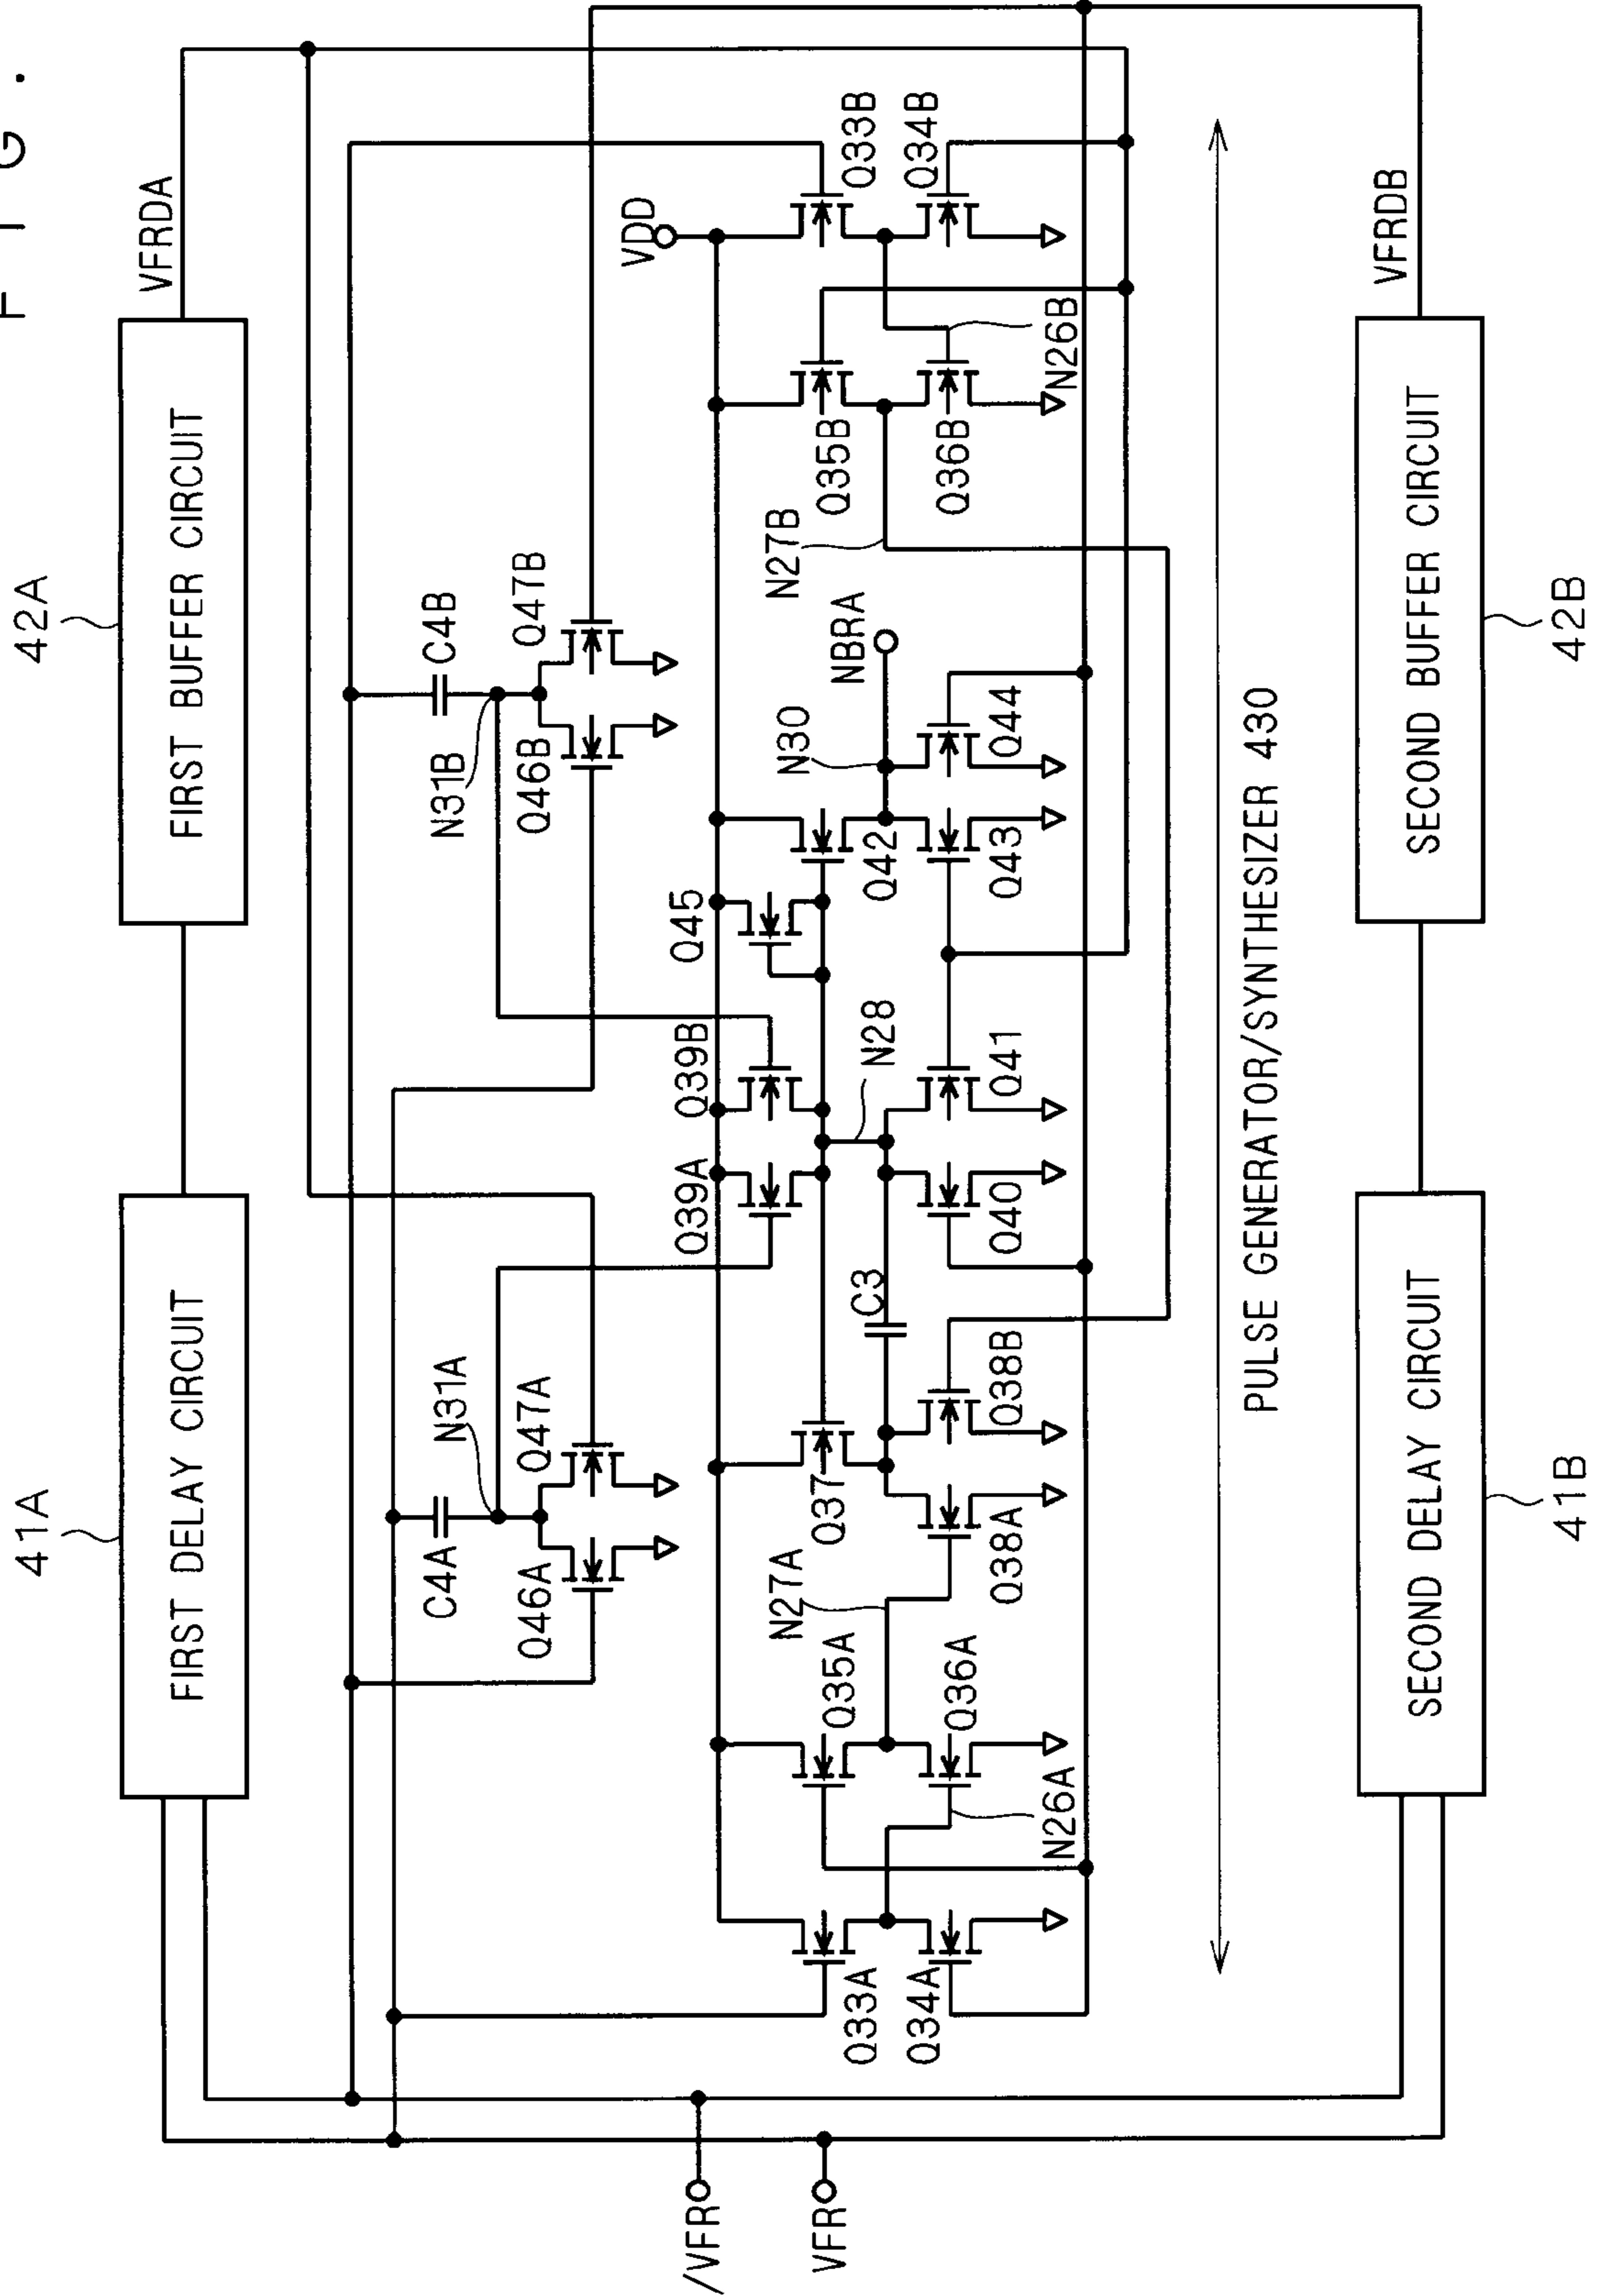 FIG.
42A
FIRST BUFFER CIRCUIT
VFRDA
41A
FIRST DELAY CIRCUIT
C4B
N31B
Q46B
Q47B
C4A
N31A
Q46A
Q47A
VDD
Q45
Q39A
Q39B
Q33B
Q34B
Q35B
Q36B
N26B
N27B
NBRA
N30
Q42
Q43
Q44
N28
Q41
Q40
C3
Q37
Q38A
Q38B
N27A
Q35A
Q36A
N26A
Q33A
Q34A
/VFR
VFR
PULSE GENERATOR/SYNTHESIZER 430
VFRDB
SECOND BUFFER CIRCUIT
42B
SECOND DELAY CIRCUIT
41B